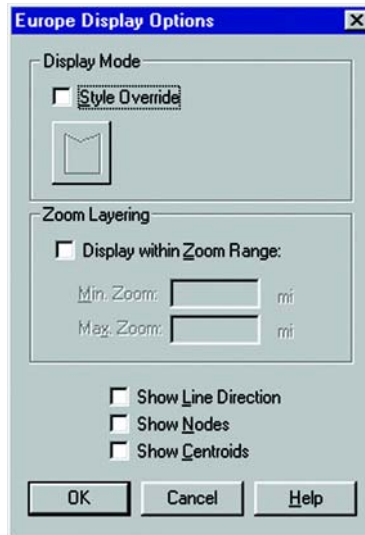 Europe Display Options
Display Mode
Style Override
Zoom Layering
Display within Zoom Range:
Min. Zoom: mi
Max. Zoom: mi
Show Line Direction
Show Nodes
Show Centroids
OK Cancel Help